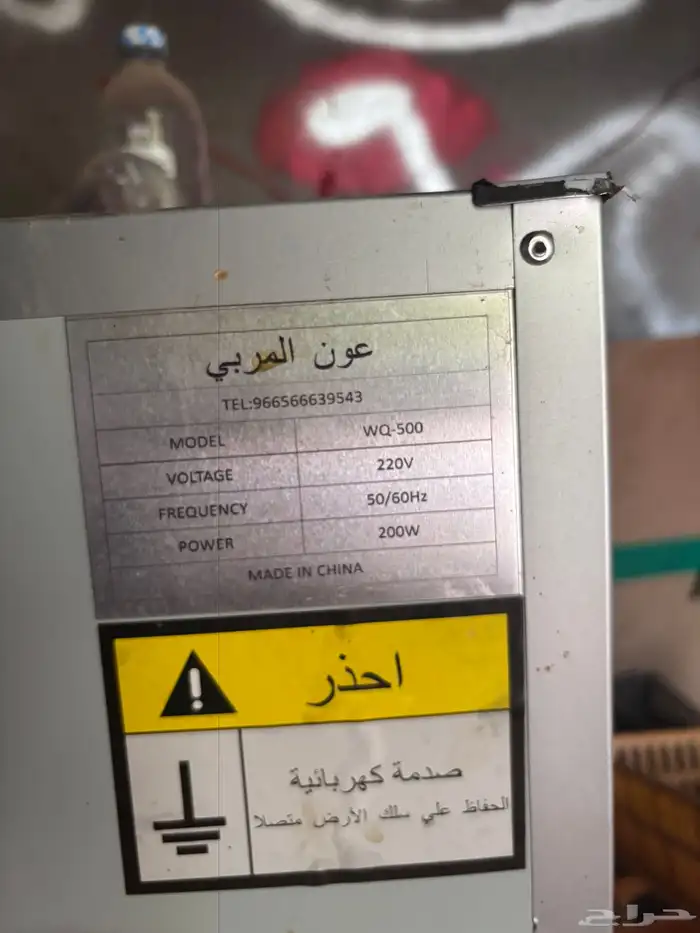 عون المربي
TEL:966566639543
MODEL WQ-500
VOLTAGE 220V
FREQUENCY 50/60Hz
POWER 200W
MADE IN CHINA
احذر
صدمة كهربائية
الحفاظ علي سلك الأرض متصلا
حراج